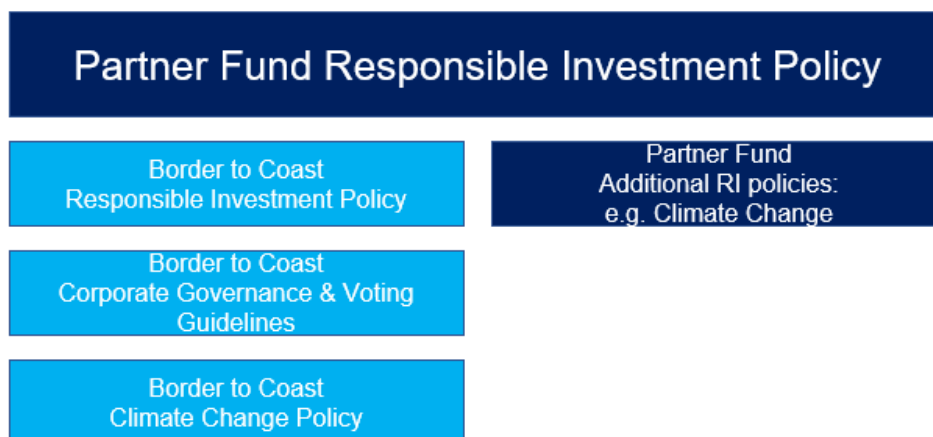 Partner Fund Responsible Investment Policy
Border to Coast
Responsible Investment Policy
Partner Fund
Additional RI policies:
e.g. Climate Change
Border to Coast
Corporate Governance & Voting
Guidelines
Border to Coast
Climate Change Policy